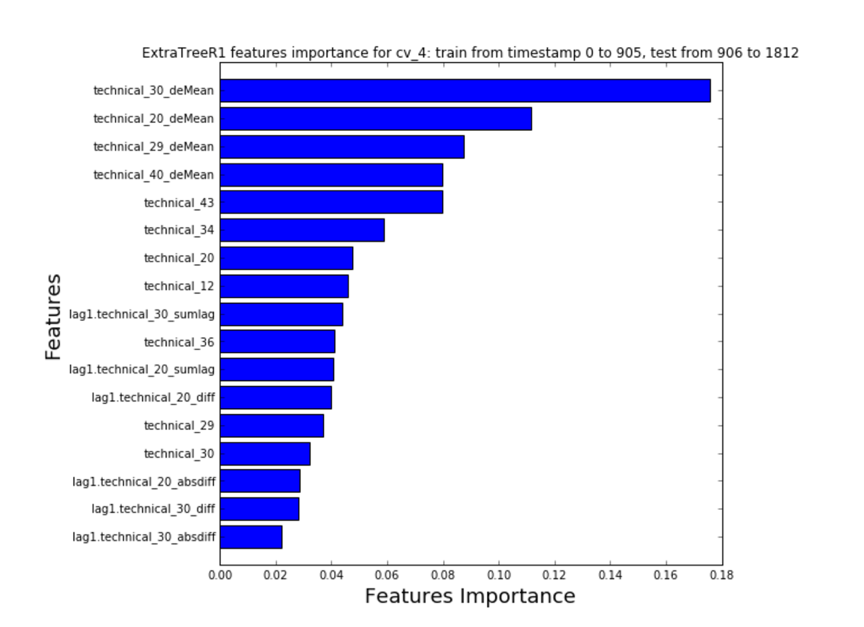 ExtraTreeR1 features importance for cv_4: train from timestamp 0 to 905, test from 906 to 1812
technical_30_deMean
technical_20_deMean
technical_29_deMean
technical_40_deMean
technical_43
technical_34
technical_20
technical_12
lag1.technical_30_sumlag
technical_36
lag1.technical_20_sumlag
lag1.technical_20_diff
technical_29
technical_30
lag1.technical_20_absdiff
lag1.technical_30_diff
lag1.technical_30_absdiff
Features
0.00 0.02 0.04 0.06 0.08 0.10 0.12 0.14 0.16 0.18
Features Importance